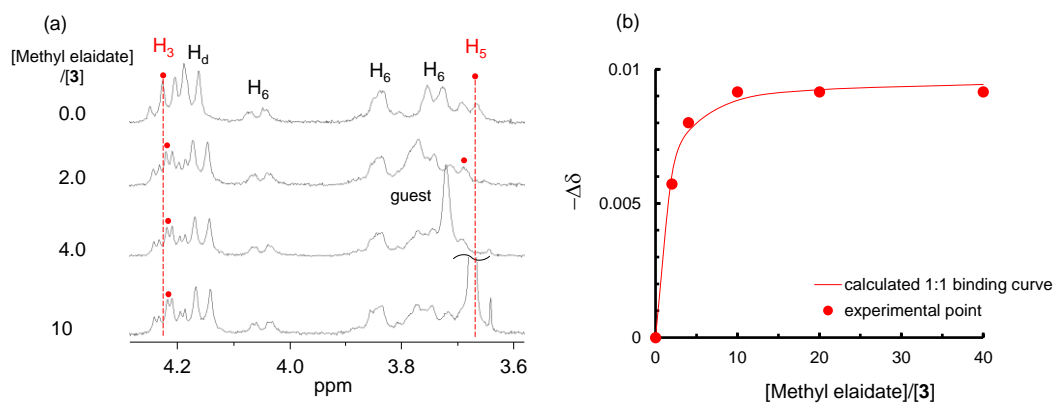 (a)
[Methyl elaidate]
/[3]
H3 Hd H6 H6 H6 H5
0.0
2.0
guest
4.0
10
4.2 4.0 3.8 3.6
ppm
(b)
0.01
0.005
0
−Δδ
calculated 1:1 binding curve
experimental point
0 10 20 30 40
[Methyl elaidate]/[3]